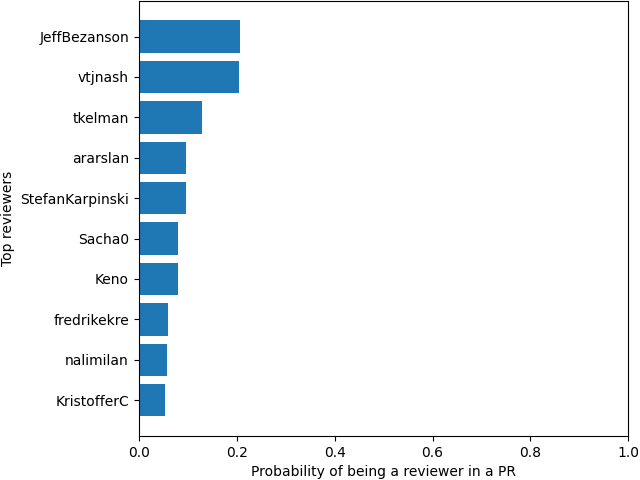 Top reviewers
JeffBezanson
vtjnash
tkelman
ararslan
StefanKarpinski
Sacha0
Keno
fredrikekre
nalimilan
KristofferC
0.0 0.2 0.4 0.6 0.8 1.0
Probability of being a reviewer in a PR